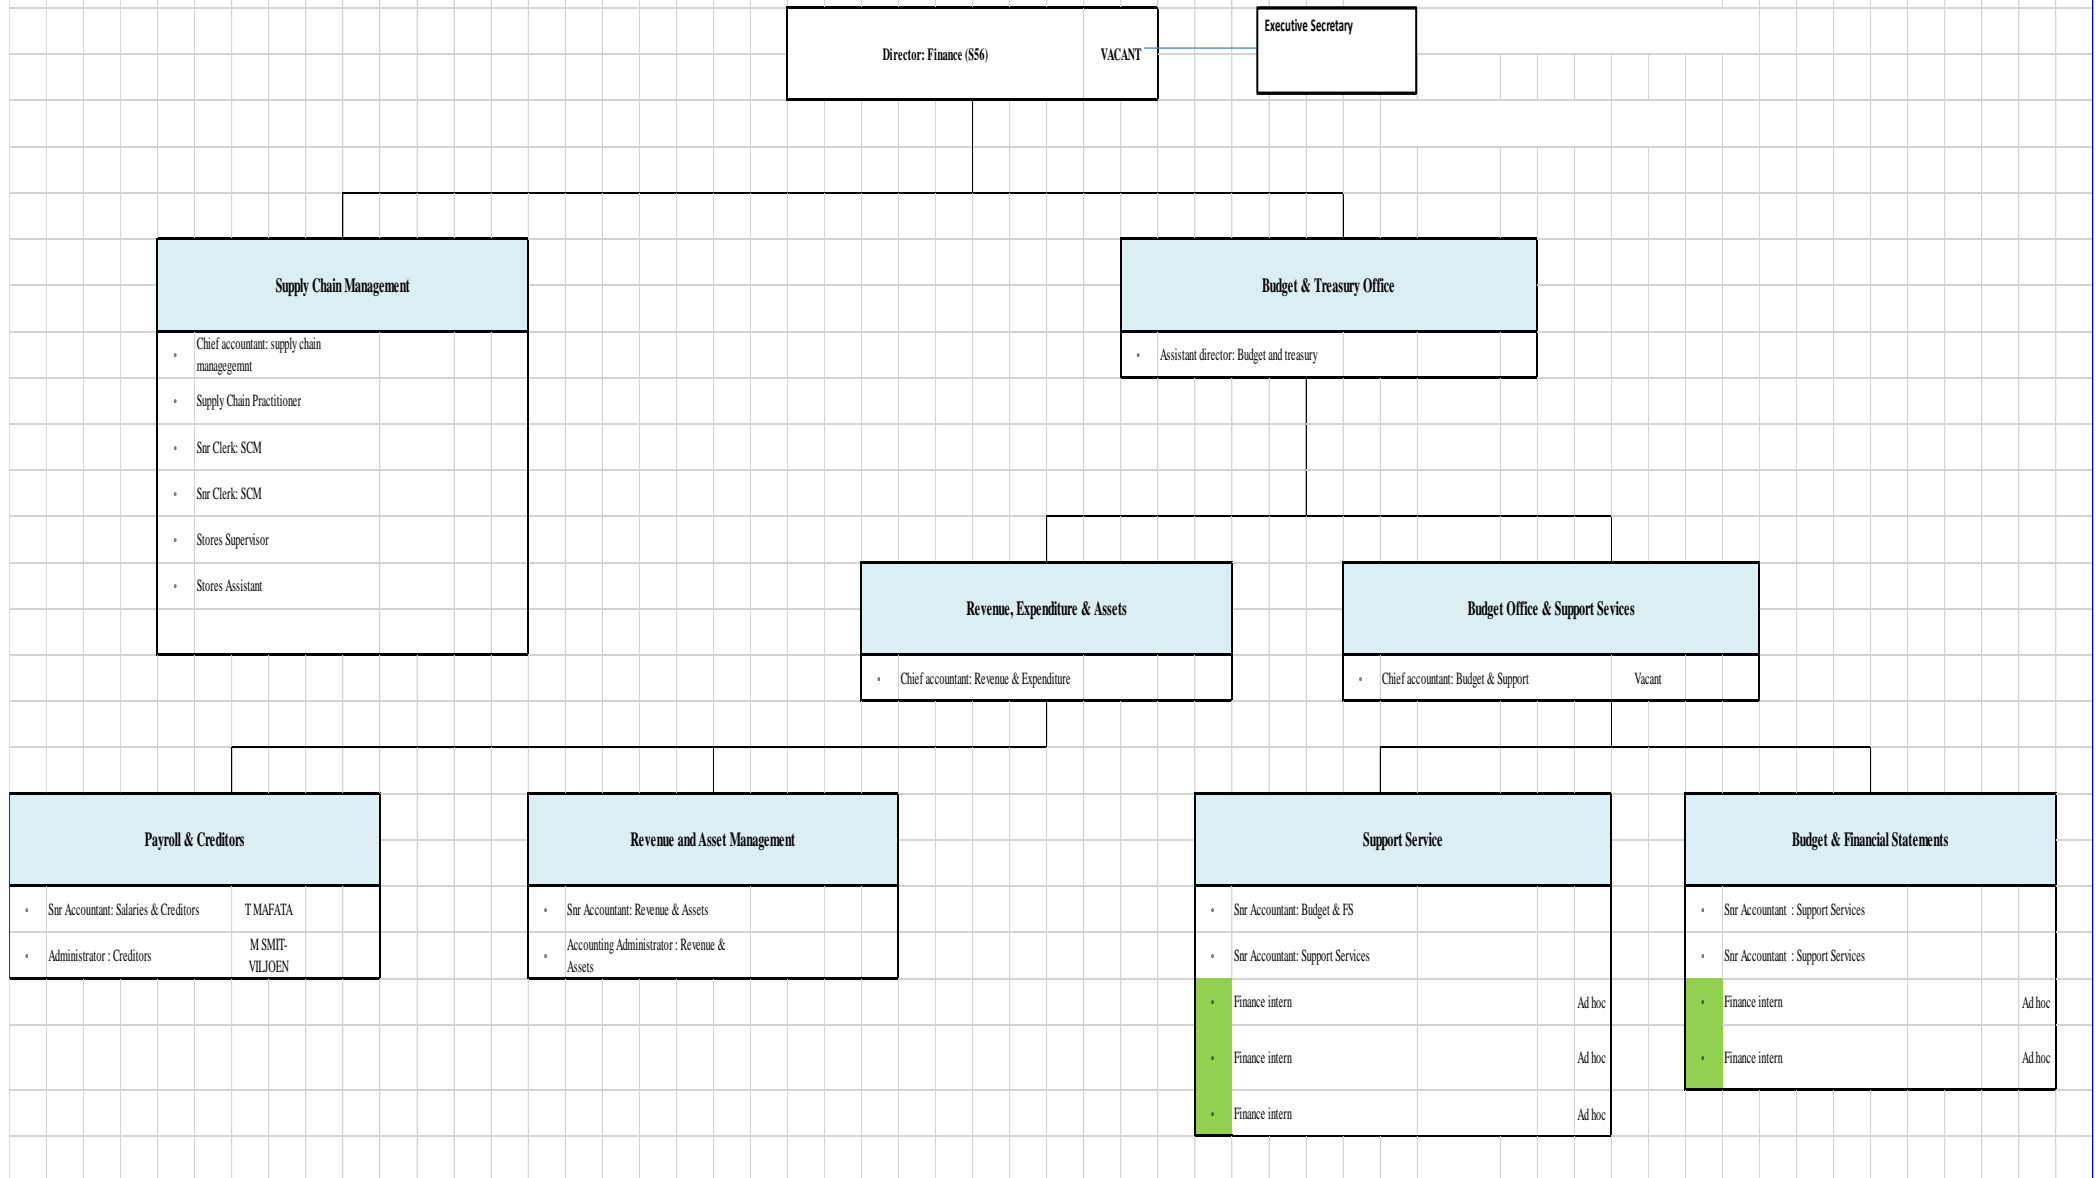 Director: Finance (S56) VACANT
Executive Secretary
Supply Chain Management
Chief accountant: supply chain
managegemnt
Supply Chain Practitioner
Snr Clerk: SCM
Snr Clerk: SCM
Stores Supervisor
Stores Assistant
Budget & Treasury Office
Assistant director: Budget and treasury
Revenue, Expenditure & Assets
Chief accountant: Revenue & Expenditure
Budget Office & Support Sevices
Chief accountant: Budget & Support Vacant
Payroll & Creditors
Snr Accountant: Salaries & Creditors T MAFATA
Administrator : Creditors M SMIT-
VILJOEN
Revenue and Asset Management
Snr Accountant: Revenue & Assets
Accounting Administrator : Revenue &
Assets
Support Service
Snr Accountant: Budget & FS
Snr Accountant: Support Services
Finance intern Ad hoc
Finance intern Ad hoc
Finance intern Ad hoc
Budget & Financial Statements
Snr Accountant : Support Services
Snr Accountant : Support Services
Finance intern Ad hoc
Finance intern Ad hoc